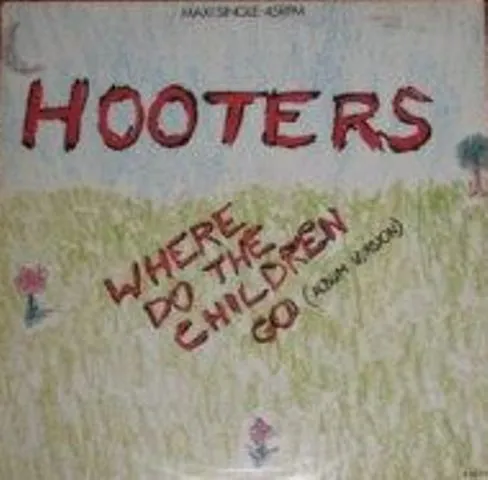 MAXI SINGLE-45RPM
HOOTERS
WHERE
DO THE
CHILDREN
GO (ALBUM VERSION)